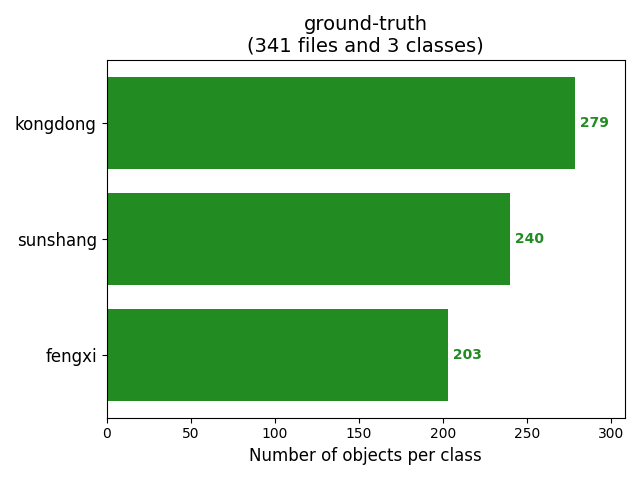 ground-truth
(341 files and 3 classes)
kongdong
279
sunshang
240
fengxi
203
0 50 100 150 200 250 300
Number of objects per class